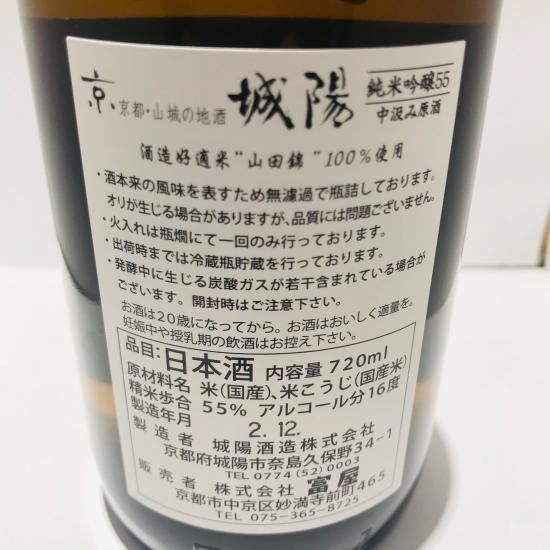 京 京都・山城の地酒 城陽 純米吟醸55
中汲み原酒
酒造好適米”山田錦”100%使用
・酒本来の風味を表すため無濾過で瓶詰しております。
オリが生じる場合がありますが、品質には問題ございません。
・火入れは瓶燗にて一回のみ行っております。
・出荷時までは冷蔵瓶貯蔵を行っております。
・発酵中に生じる炭酸ガスが若干含まれている場合が
ございます。開封時はご注意下さい。
お酒は20歳になってから。お酒はおいしく適量を。
妊娠中や授乳期の飲酒はお控え下さい。
品目:日本酒 内容量 720ml
原材料名 米(国産)、米こうじ(国産米)
精米歩合 55% アルコール分16度
製造年月 2.12.
製造者 城陽酒造株式会社
京都府城陽市奈島久保野34-1
TEL 0774(52)0003
販売者 株式会社 富屋
京都市中京区妙満寺前町465
TEL 075-365-8725